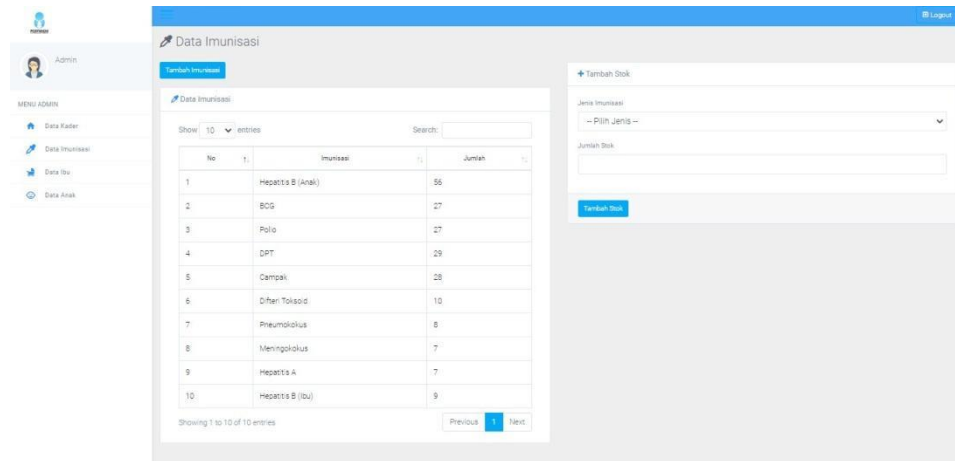 Logout
Admin
MENU ADMIN
Data Kader
Data Imunisasi
Data Ibu
Data Anak
Data Imunisasi
Tambah Imunisasi
Data Imunisasi
Show 10 entries Search:
No Imunisasi Jumlah
1 Hepatitis B (Anak) 56
2 BCG 27
3 Polio 27
4 DPT 29
5 Campak 28
6 Difteri Toksoid 10
7 Pneumokokus 8
8 Meningokokus 7
9 Hepatitis A 7
10 Hepatitis B (Ibu) 9
Showing 1 to 10 of 10 entries Previous 1 Next
Tambah Stok
Jenis Imunisasi
-- Pilih Jenis --
Jumlah Stok
Tambah Stok